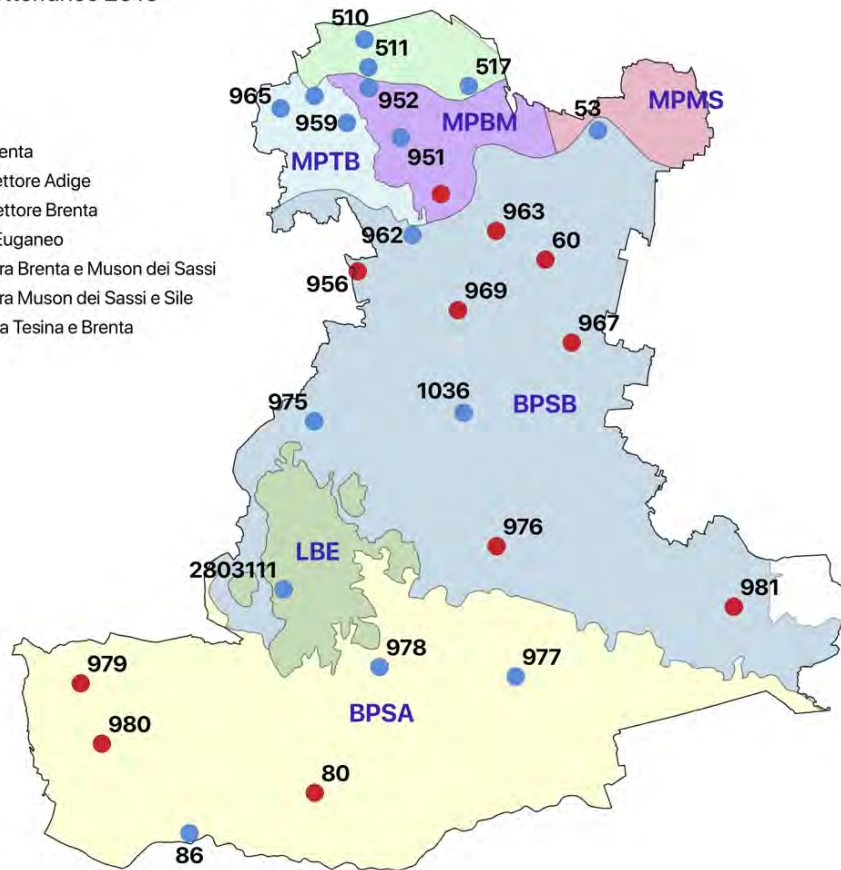 510
511
517
965
952
53
MPMS
959
MPBM
951
MPTB
enta
ettore Adige
ettore Brenta
Euganeo
ra Brenta e Muson dei Sassi
ra Muson dei Sassi e Sile
a Tesina e Brenta
963
962
60
956
969
967
1036
975
BPSB
976
LBE
2803111
981
978
977
979
BPSA
980
80
86